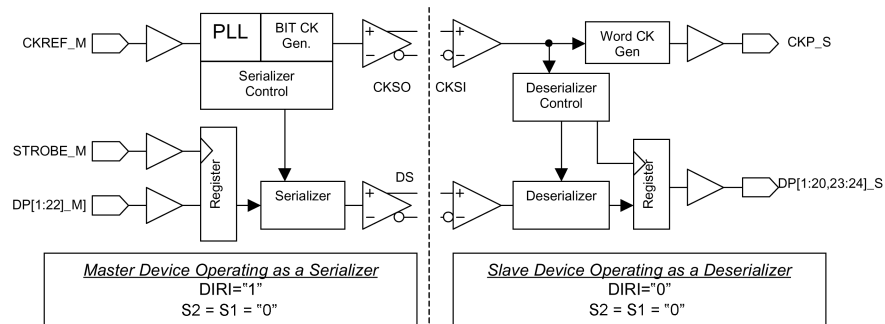 CKREF_M
PLL
BIT CK
Gen.
Serializer
Control
CKSO
STROBE_M
DP[1:22]_M]
Register
Serializer
DS
CKSI
Word CK
Gen
CKP_S
Deserializer
Control
Deserializer
Register
DP[1:20,23:24]_S
Master Device Operating as a Serializer
DIRI="1"
S2 = S1 = "0"
Slave Device Operating as a Deserializer
DIRI="0"
S2 = S1 = "0"